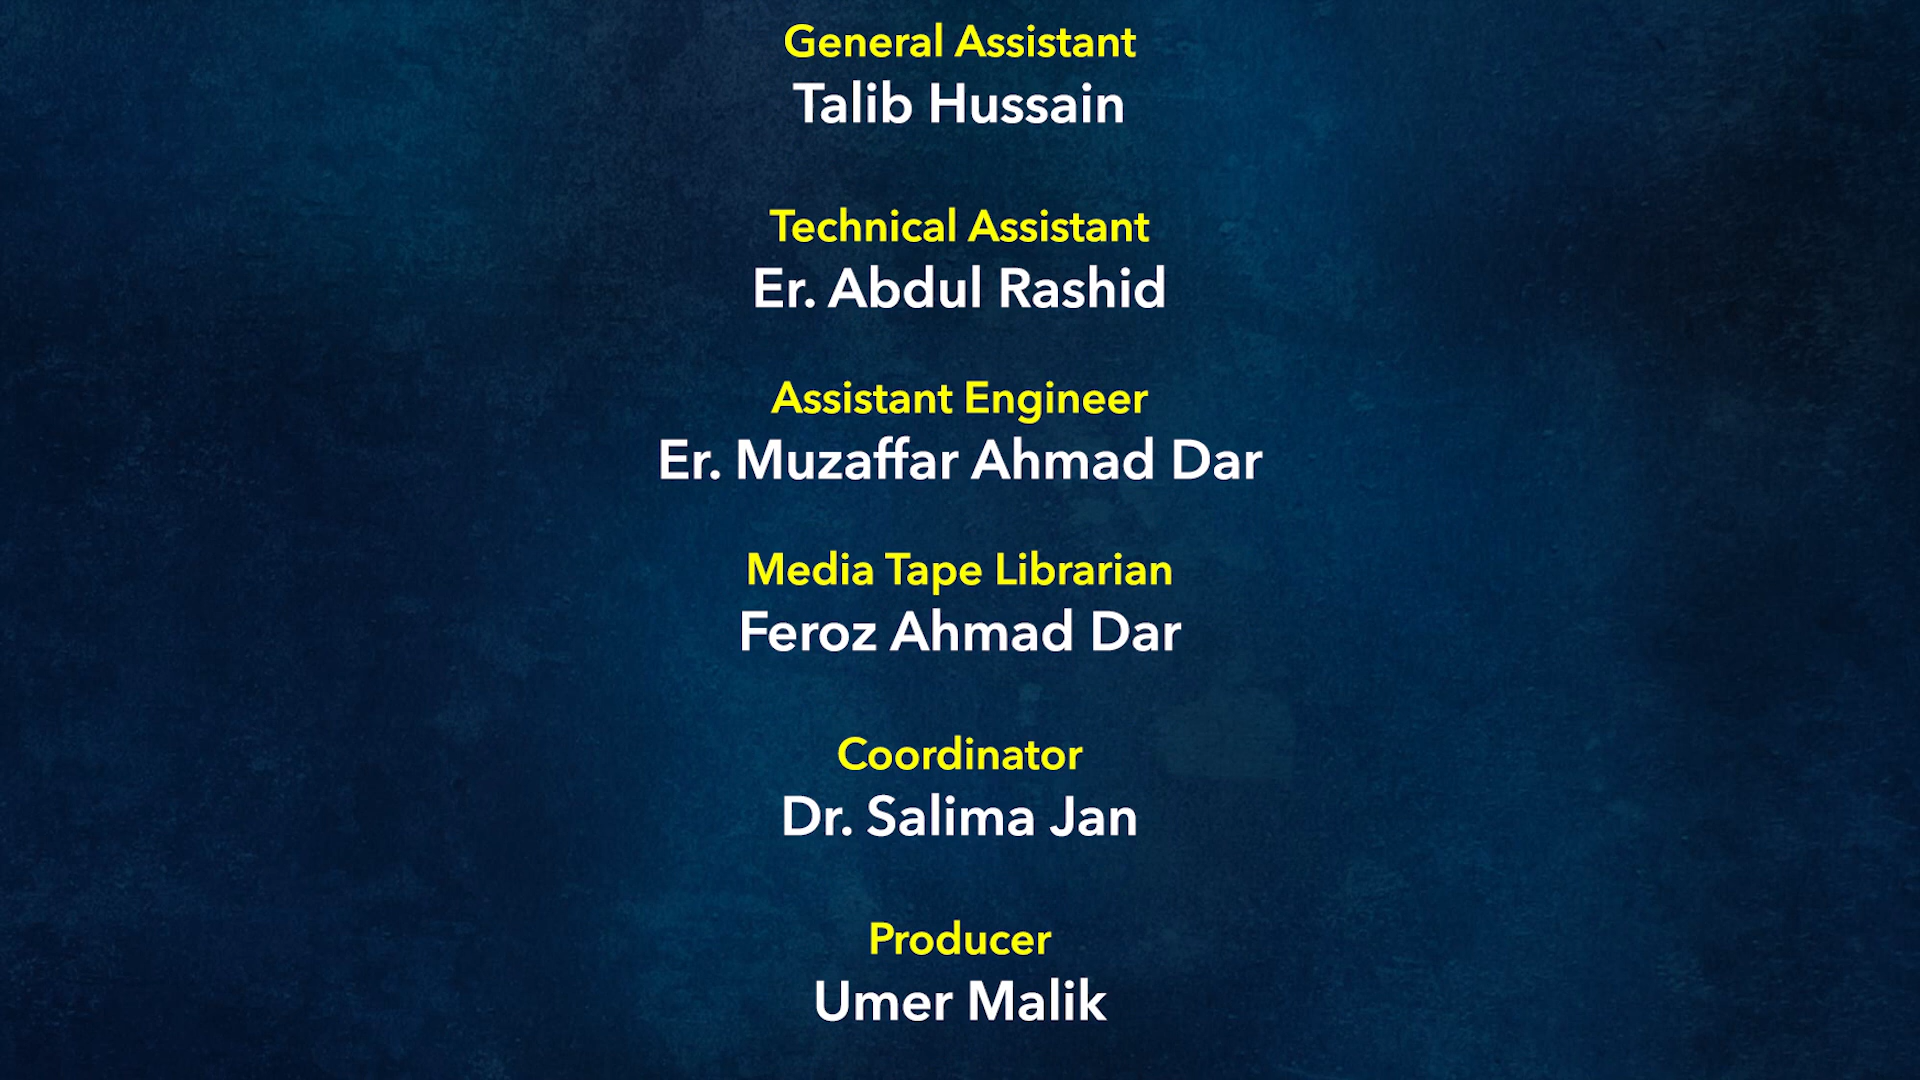 General Assistant
Talib Hussain
Technical Assistant
Er. Abdul Rashid
Assistant Engineer
Er. Muzaffar Ahmad Dar
Media Tape Librarian
Feroz Ahmad Dar
Coordinator
Dr. Salima Jan
Producer
Umer Malik